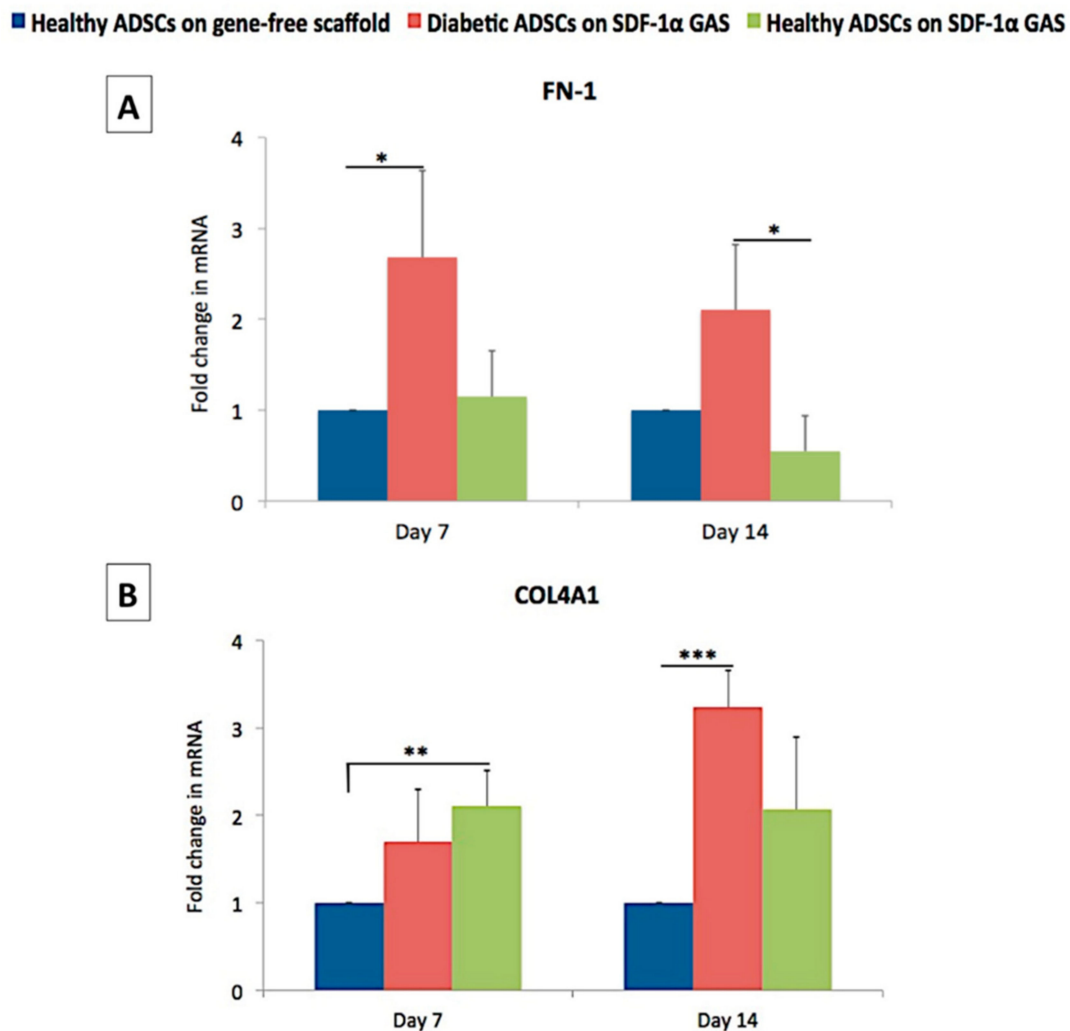 Healthy ADSCs on gene-free scaffold Diabetic ADSCs on SDF-1α GAS Healthy ADSCs on SDF-1α GAS
A
FN-1
Fold change in mRNA
4
3
2
1
0
*
*
Day 7 Day 14
B
COL4A1
Fold change in mRNA
4
3
2
1
0
**
***
Day 7 Day 14